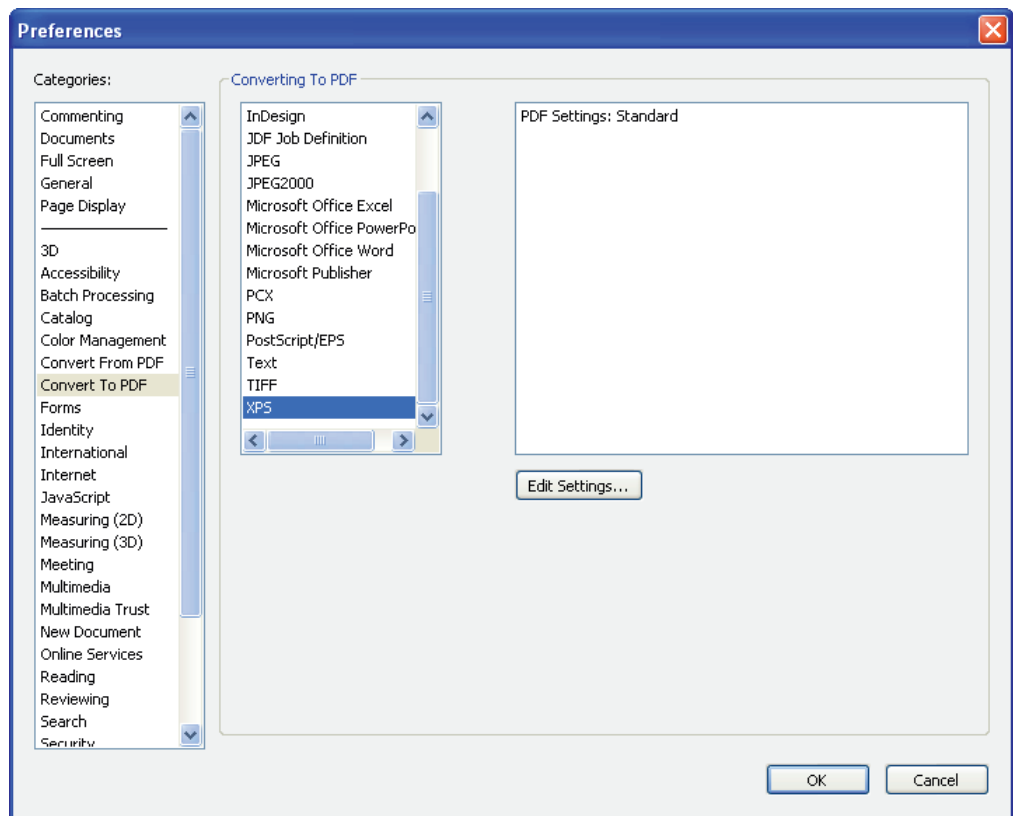 Preferences
Categories:
Commenting
Documents
Full Screen
General
Page Display
3D
Accessibility
Batch Processing
Catalog
Color Management
Convert From PDF
Convert To PDF
Forms
Identity
International
Internet
JavaScript
Measuring (2D)
Measuring (3D)
Meeting
Multimedia
Multimedia Trust
New Document
Online Services
Reading
Reviewing
Search
Security
Converting To PDF
InDesign
JDF Job Definition
JPEG
JPEG2000
Microsoft Office Excel
Microsoft Office PowerPo
Microsoft Office Word
Microsoft Publisher
PCX
PNG
PostScript/EPS
Text
TIFF
XPS
PDF Settings: Standard
Edit Settings...
OK
Cancel